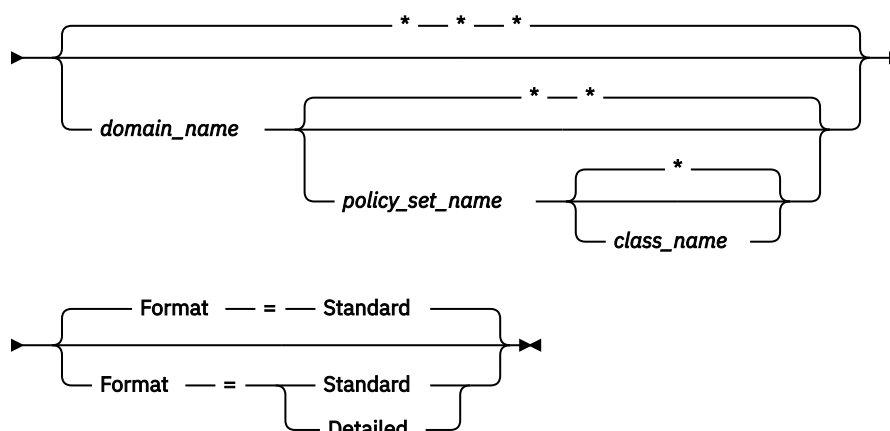 * * *
* *
domain_name
*
policy_set_name
class_name
Format = Standard
Format = Standard
Detailed